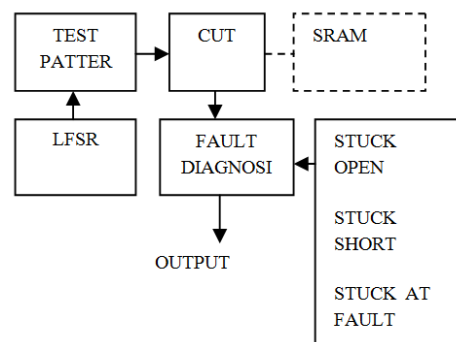 TEST
PATTER
CUT
SRAM
LFSR
FAULT
DIAGNOSI
STUCK
OPEN
STUCK
SHORT
STUCK AT
FAULT
OUTPUT